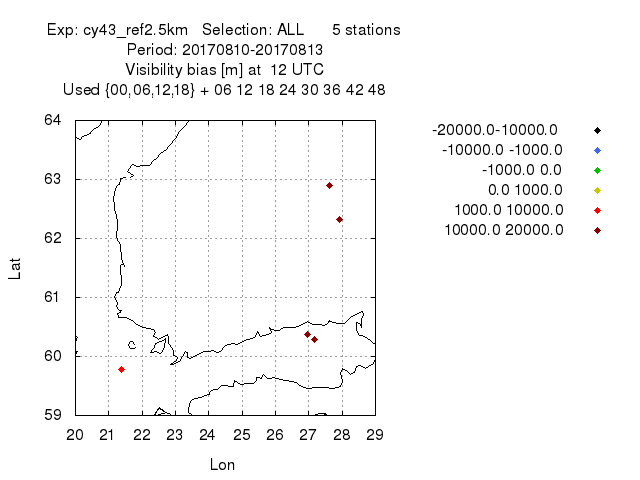 Exp: cy43_ref2.5km Selection: ALL 5 stations
Period: 20170810-20170813
Visibility bias [m] at 12 UTC
Used {00,06,12,18} + 06 12 18 24 30 36 42 48
-20000.0-10000.0
-10000.0 -1000.0
-1000.0 0.0
0.0 1000.0
1000.0 10000.0
10000.0 20000.0
64
63
62
61
60
59
Lat
20 21 22 23 24 25 26 27 28 29
Lon